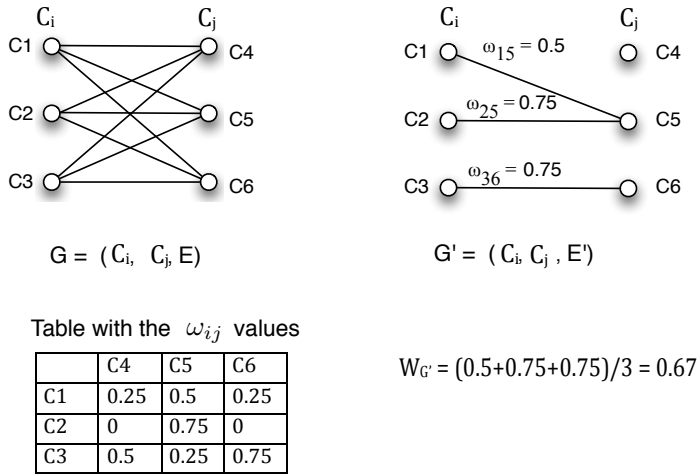 Ci Cj
C1 C4
C2 C5
C3 C6
G = (Ci, Cj, E)
Ci Cj
C1 ω15 = 0.5 C4
C2 ω25 = 0.75 C5
C3 ω36 = 0.75 C6
G' = (Ci, Cj , E')
Table with the ωij values
C4 C5 C6
C1 0.25 0.5 0.25
C2 0 0.75 0
C3 0.5 0.25 0.75
WG' = (0.5+0.75+0.75)/3 = 0.67